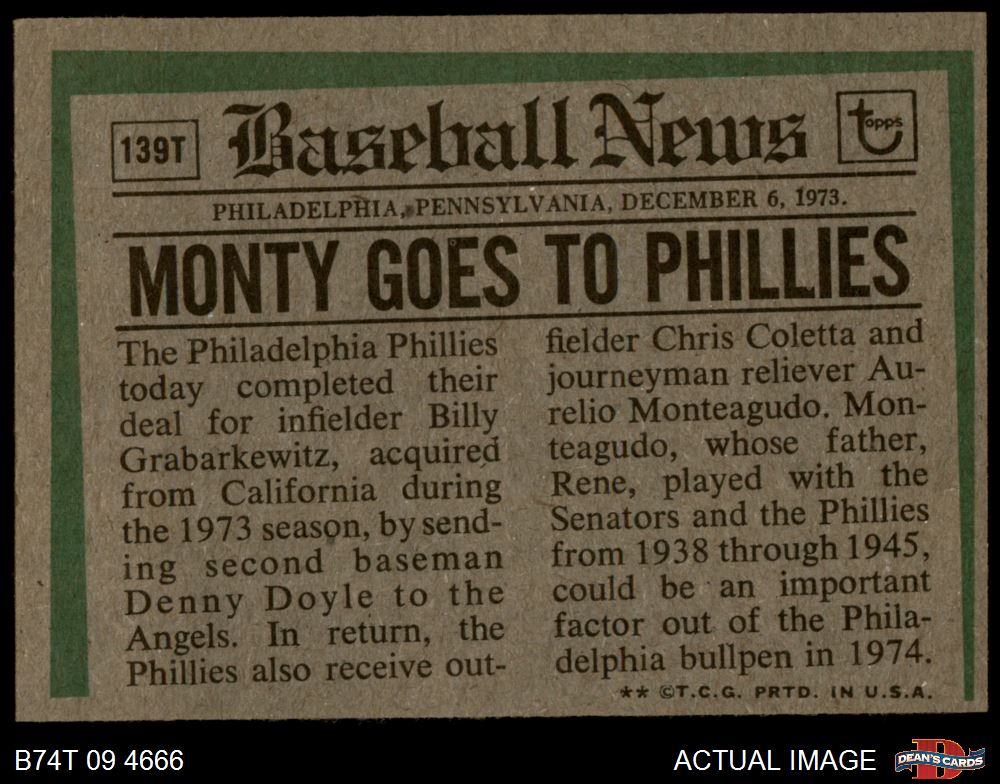 139T
Baseball News
topps
PHILADELPHIA, PENNSYLVANIA, DECEMBER 6, 1973.
MONTY GOES TO PHILLIES
The Philadelphia Phillies
today completed their
deal for infielder Billy
Grabarkewitz, acquired
from California during
the 1973 season, by send-
ing second baseman
Denny Doyle to the
Angels. In return, the
Phillies also receive out-
fielder Chris Coletta and
journeyman reliever Au-
relio Monteagudo. Mon-
teagudo, whose father,
Rene, played with the
Senators and the Phillies
from 1938 through 1945,
could be an important
factor out of the Phila-
delphia bullpen in 1974.
** ©T.C.G. PRTD. IN U.S.A.
B74T 09 4666
ACTUAL IMAGE
DEAN'S CARDS